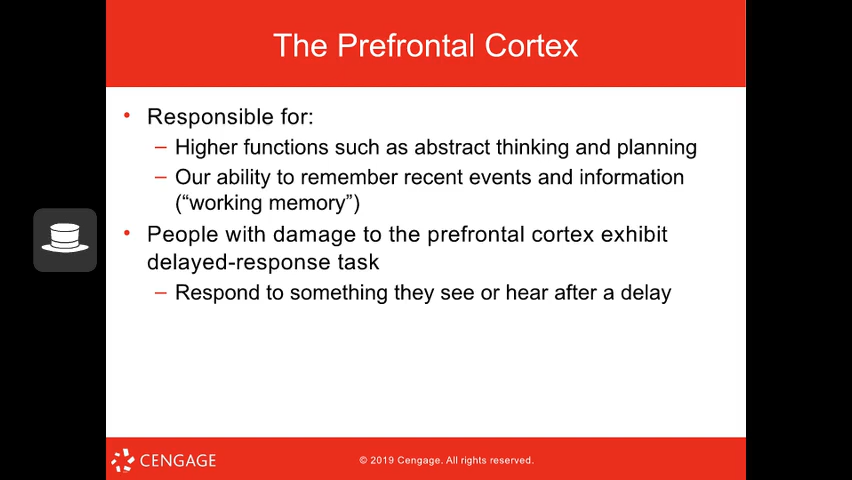 The Prefrontal Cortex
• Responsible for:
– Higher functions such as abstract thinking and planning
– Our ability to remember recent events and information
(“working memory”)
• People with damage to the prefrontal cortex exhibit
delayed-response task
– Respond to something they see or hear after a delay
CENGAGE
© 2019 Cengage. All rights reserved.